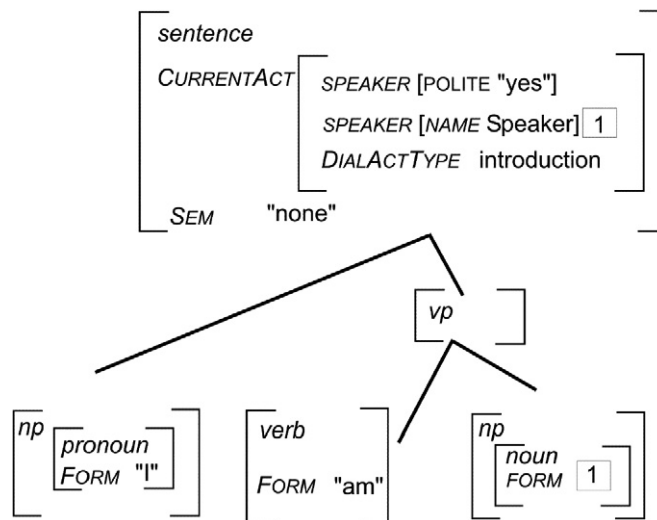 sentence
CURRENTACT
SPEAKER [POLITE "yes"]
SPEAKER [NAME Speaker] 1
DIALACTTYPE introduction
SEM "none"
vp
np
pronoun
FORM "I"
verb
FORM "am"
np
noun
FORM 1